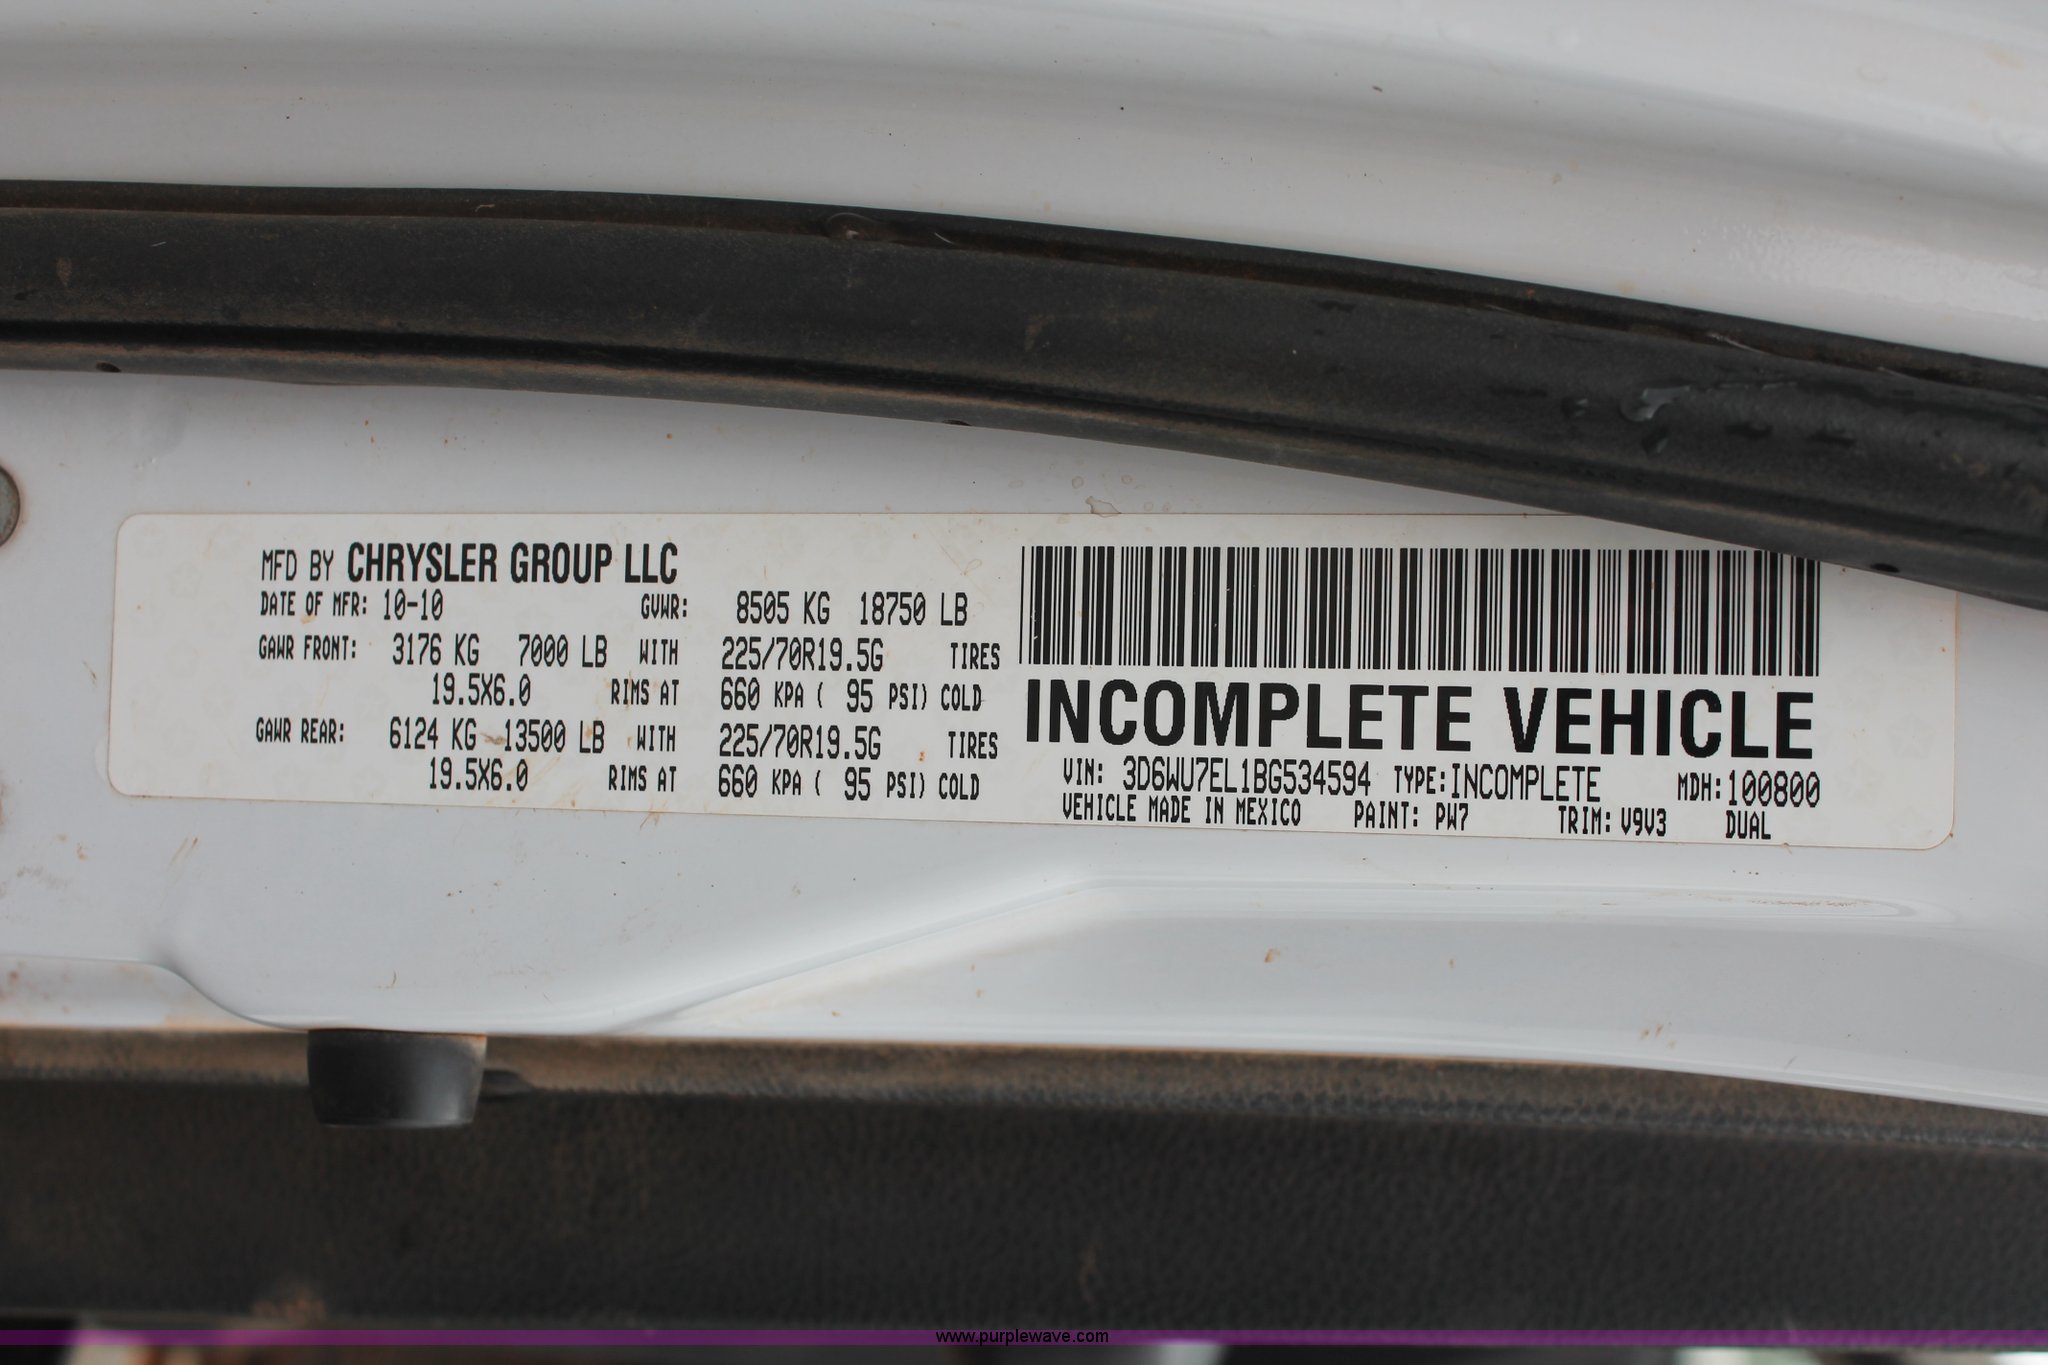 MFD BY CHRYSLER GROUP LLC
DATE OF MFR: 10-10 GVWR: 8505 KG 18750 LB
GAWR FRONT: 3176 KG 7000 LB WITH 225/70R19.5G TIRES
19.5X6.0 RIMS AT 660 KPA ( 95 PSI) COLD
GAWR REAR: 6124 KG 13500 LB WITH 225/70R19.5G TIRES
19.5X6.0 RIMS AT 660 KPA ( 95 PSI) COLD
INCOMPLETE VEHICLE
VIN: 3D6WU7EL1BG534594 TYPE: INCOMPLETE MDH: 100800
VEHICLE MADE IN MEXICO PAINT: PW7 TRIM: V9V3 DUAL
www.purplewave.com